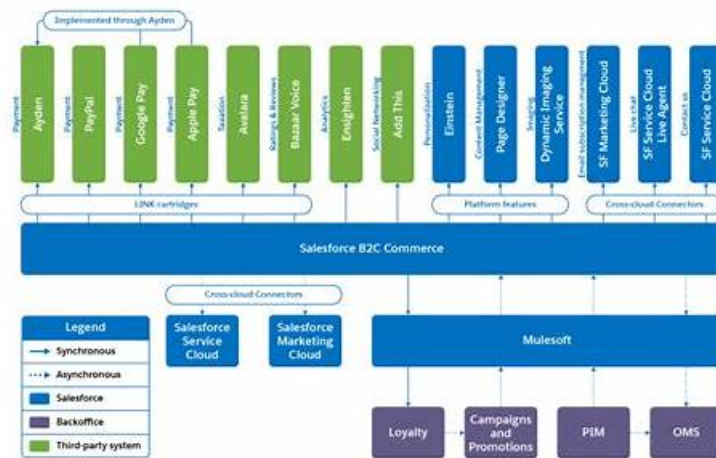 Implemented through Ayden
Payment
Ayden
Payment
PayPal
Payment
Google Pay
Payment
Apple Pay
Taxation
Avalara
Ratings & Reviews
Bazaar Voice
Analytics
Ensighten
Social Networking
Add This
Personalization
Einstein
Content Management
Page Designer
Imaging
Dynamic Imaging
Service
Email subscription managment
SF Marketing Cloud
Live chat
SF Service Cloud
Live Agent
Contact us
SF Service Cloud
LINK cartridges
Platform features
Cross-cloud Connectors
Salesforce B2C Commerce
Cross-cloud Connectors
Salesforce
Service
Cloud
Salesforce
Marketing
Cloud
Mulesoft
Loyalty
Campaigns
and
Promotions
PIM
OMS
Legend
Synchronous
Asynchronous
Salesforce
Backoffice
Third-party system